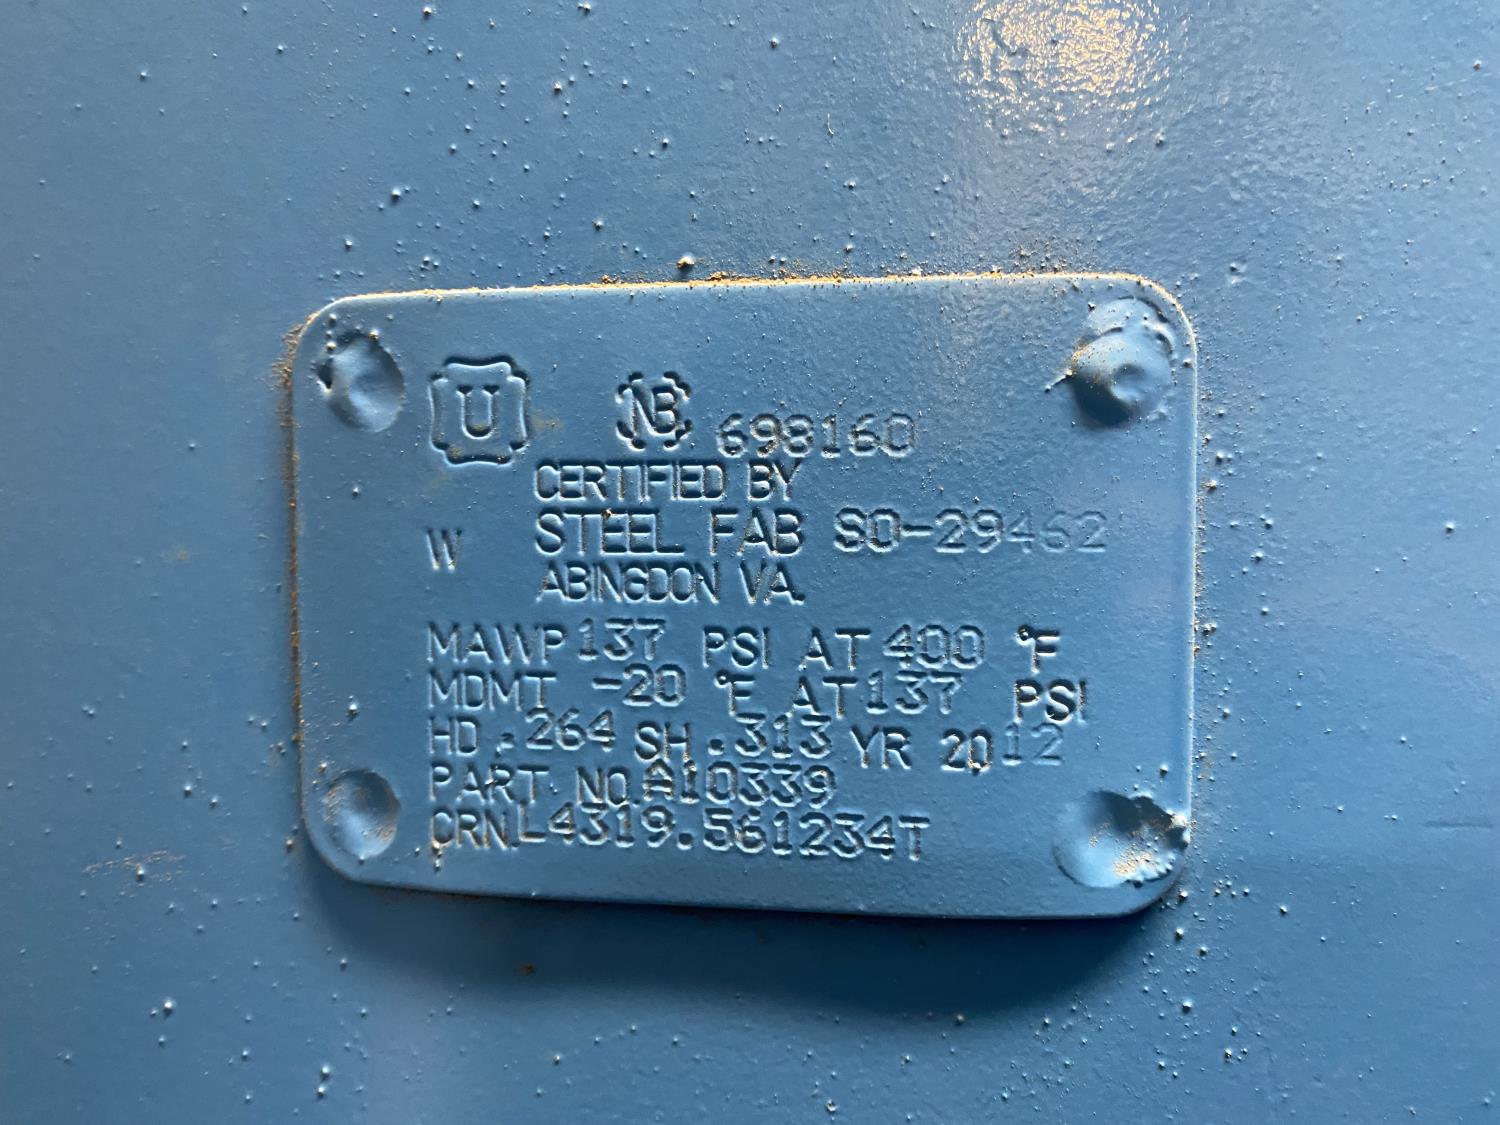 U NB 698160
CERTIFIED BY
W STEEL FAB SO-29462
ABINGDON VA.
MAWP 137 PSI AT 400 °F
MDMT -20 °F AT 137 PSI
HD .264 SH .313 YR 2012
PART NO. A10339
CRN L4319.561234T